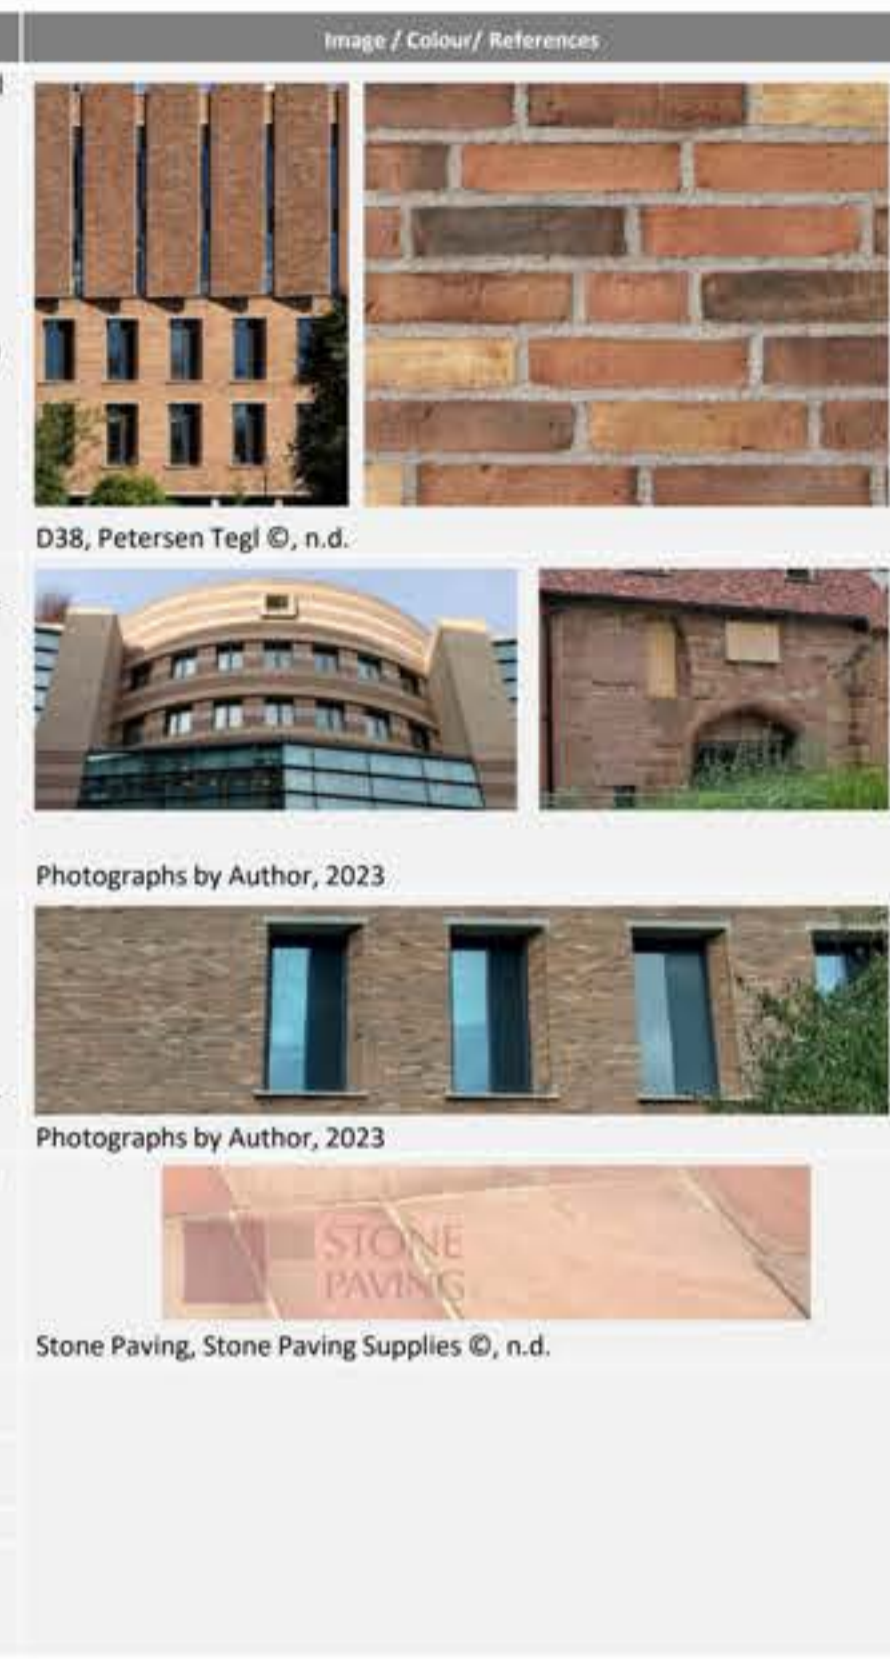 Image / Colour/ References
D38, Petersen Tegl ©, n.d.
Photographs by Author, 2023
Photographs by Author, 2023
STONE
PAVING
Stone Paving, Stone Paving Supplies ©, n.d.